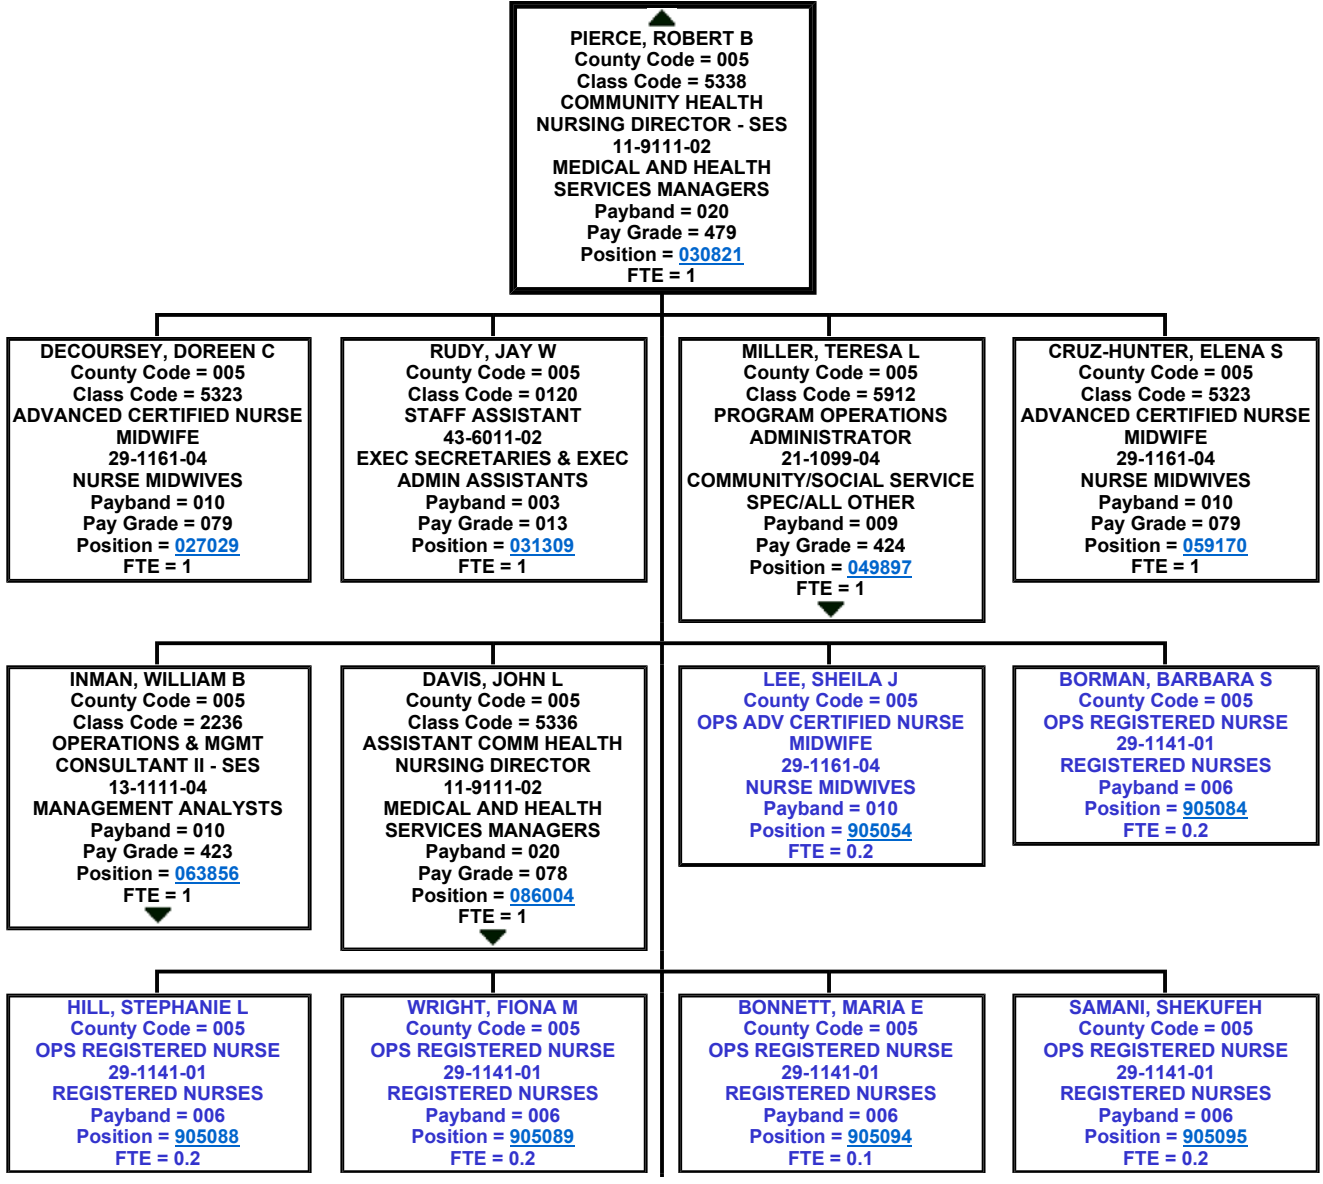 PIERCE, ROBERT B
County Code = 005
Class Code = 5338
COMMUNITY HEALTH
NURSING DIRECTOR - SES
11-9111-02
MEDICAL AND HEALTH
SERVICES MANAGERS
Payband = 020
Pay Grade = 479
Position = 030821
FTE = 1
DECOURSEY, DOREEN C
County Code = 005
Class Code = 5323
ADVANCED CERTIFIED NURSE
MIDWIFE
29-1161-04
NURSE MIDWIVES
Payband = 010
Pay Grade = 079
Position = 027029
FTE = 1
RUDY, JAY W
County Code = 005
Class Code = 0120
STAFF ASSISTANT
43-6011-02
EXEC SECRETARIES & EXEC
ADMIN ASSISTANTS
Payband = 003
Pay Grade = 013
Position = 031309
FTE = 1
MILLER, TERESA L
County Code = 005
Class Code = 5912
PROGRAM OPERATIONS
ADMINISTRATOR
21-1099-04
COMMUNITY/SOCIAL SERVICE
SPEC/ALL OTHER
Payband = 009
Pay Grade = 424
Position = 049897
FTE = 1
CRUZ-HUNTER, ELENA S
County Code = 005
Class Code = 5323
ADVANCED CERTIFIED NURSE
MIDWIFE
29-1161-04
NURSE MIDWIVES
Payband = 010
Pay Grade = 079
Position = 059170
FTE = 1
INMAN, WILLIAM B
County Code = 005
Class Code = 2236
OPERATIONS & MGMT
CONSULTANT II - SES
13-1111-04
MANAGEMENT ANALYSTS
Payband = 010
Pay Grade = 423
Position = 063856
FTE = 1
DAVIS, JOHN L
County Code = 005
Class Code = 5336
ASSISTANT COMM HEALTH
NURSING DIRECTOR
11-9111-02
MEDICAL AND HEALTH
SERVICES MANAGERS
Payband = 020
Pay Grade = 078
Position = 086004
FTE = 1
LEE, SHEILA J
County Code = 005
OPS ADV CERTIFIED NURSE
MIDWIFE
29-1161-04
NURSE MIDWIVES
Payband = 010
Position = 905054
FTE = 0.2
BORMAN, BARBARA S
County Code = 005
OPS REGISTERED NURSE
29-1141-01
REGISTERED NURSES
Payband = 006
Position = 905084
FTE = 0.2
HILL, STEPHANIE L
County Code = 005
OPS REGISTERED NURSE
29-1141-01
REGISTERED NURSES
Payband = 006
Position = 905088
FTE = 0.2
WRIGHT, FIONA M
County Code = 005
OPS REGISTERED NURSE
29-1141-01
REGISTERED NURSES
Payband = 006
Position = 905089
FTE = 0.2
BONNETT, MARIA E
County Code = 005
OPS REGISTERED NURSE
29-1141-01
REGISTERED NURSES
Payband = 006
Position = 905094
FTE = 0.1
SAMANI, SHEKUFEH
County Code = 005
OPS REGISTERED NURSE
29-1141-01
REGISTERED NURSES
Payband = 006
Position = 905095
FTE = 0.2